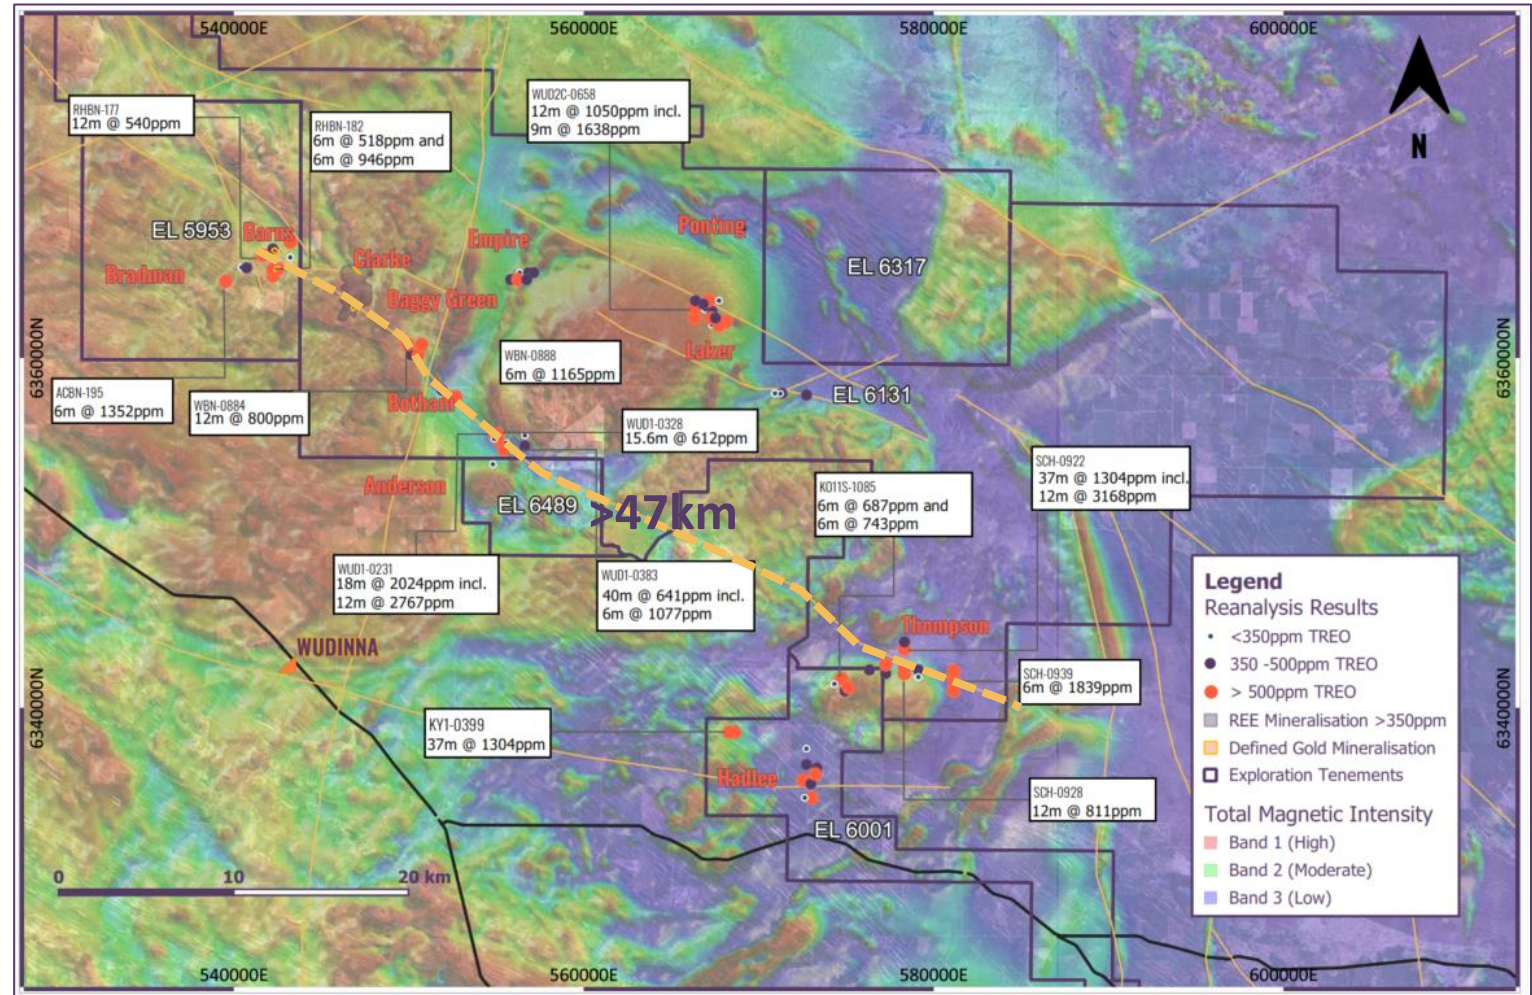 540000E
560000E
580000E
600000E
RHBN-177
12m @ 540ppm
RHBN-182
6m @ 518ppm and
6m @ 946ppm
WUD2C-0658
12m @ 1050ppm incl.
9m @ 1638ppm
N
EL 5953
Barns
Bradman
Clarke
Baggy Green
Empire
Ponting
EL 6317
Laker
EL 6131
6360000N
6360000N
WBN-0888
6m @ 1165ppm
ACBN-195
6m @ 1352ppm
WBN-0884
12m @ 800ppm
Botham
WUD1-0328
15.6m @ 612ppm
Anderson
EL 6489
>47km
KO11S-1085
6m @ 687ppm and
6m @ 743ppm
SCH-0922
37m @ 1304ppm incl.
12m @ 3168ppm
WUD1-0231
18m @ 2024ppm incl.
12m @ 2767ppm
WUD1-0383
40m @ 641ppm incl.
6m @ 1077ppm
WUDINNA
Thompson
SCH-0939
6m @ 1839ppm
6340000N
6340000N
KY1-0399
37m @ 1304ppm
Hadlee
SCH-0928
12m @ 811ppm
EL 6001
Legend
Reanalysis Results
<350ppm TREO
350 -500ppm TREO
> 500ppm TREO
REE Mineralisation >350ppm
Defined Gold Mineralisation
Exploration Tenements
Total Magnetic Intensity
Band 1 (High)
Band 2 (Moderate)
Band 3 (Low)
0 10 20 km
540000E
560000E
580000E
600000E